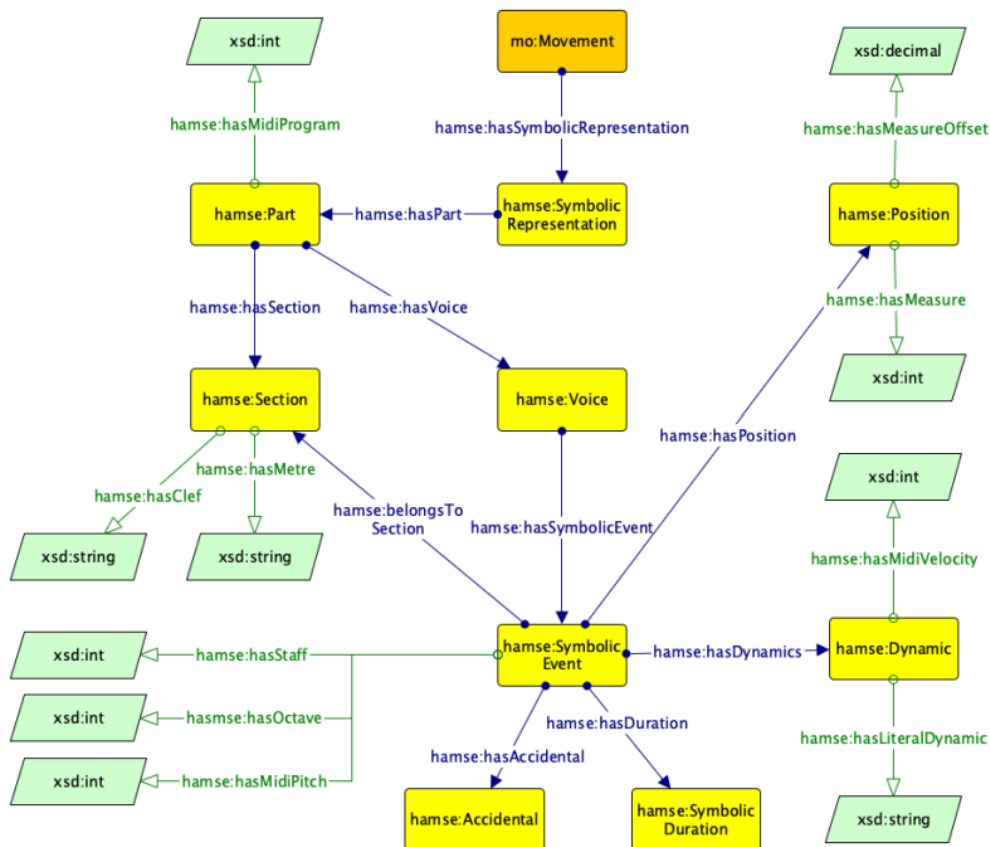 xsd:int
mo:Movement
xsd:decimal
hamse:hasMidiProgram
hamse:hasSymbolicRepresentation
hamse:hasMeasureOffset
hamse:Part
hamse:hasPart
hamse:Symbolic
Representation
hamse:Position
hamse:hasSection
hamse:hasVoice
hamse:hasMeasure
hamse:Section
hamse:Voice
xsd:int
hamse:hasPosition
hamse:hasMetre
hamse:hasClef
xsd:int
hamse:belongsTo
Section
hamse:hasSymbolicEvent
xsd:string
xsd:string
hamse:hasMidiVelocity
xsd:int
hamse:hasStaff
hamse:Symbolic
Event
hamse:hasDynamics
hamse:Dynamic
xsd:int
hasmse:hasOctave
hamse:hasDuration
hamse:hasLiteralDynamic
hamse:hasAccidental
xsd:int
hamse:hasMidiPitch
hamse:Accidental
hamse:Symbolic
Duration
xsd:string